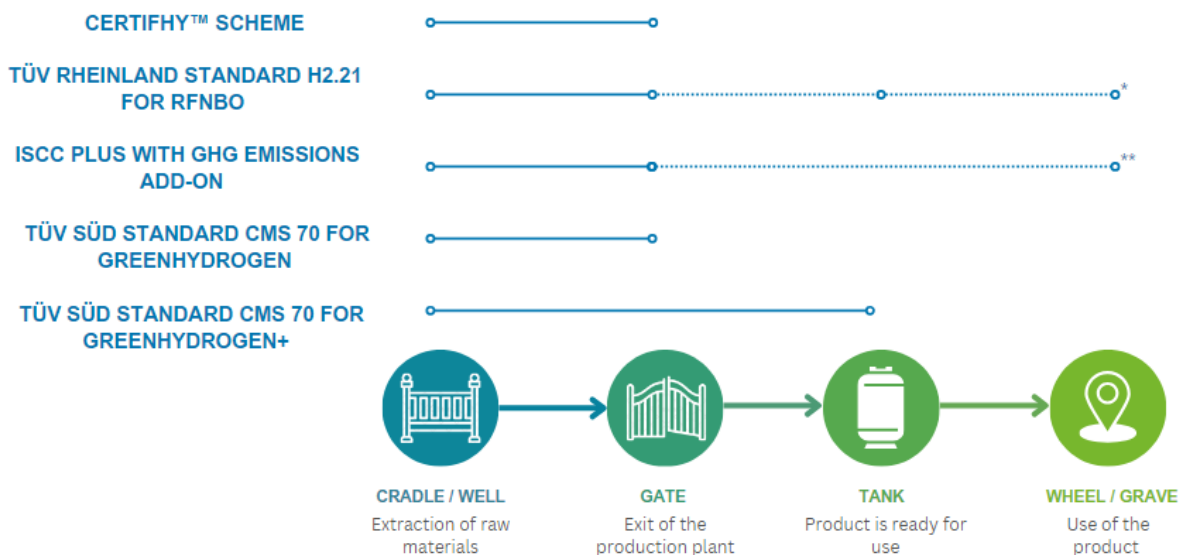 CERTIFHY™ SCHEME
TÜV RHEINLAND STANDARD H2.21
FOR RFNBO
*
ISCC PLUS WITH GHG EMISSIONS
ADD-ON
**
TÜV SÜD STANDARD CMS 70 FOR
GREENHYDROGEN
TÜV SÜD STANDARD CMS 70 FOR
GREENHYDROGEN+
CRADLE / WELL
Extraction of raw
materials
GATE
Exit of the
production plant
TANK
Product is ready for
use
WHEEL / GRAVE
Use of the
product